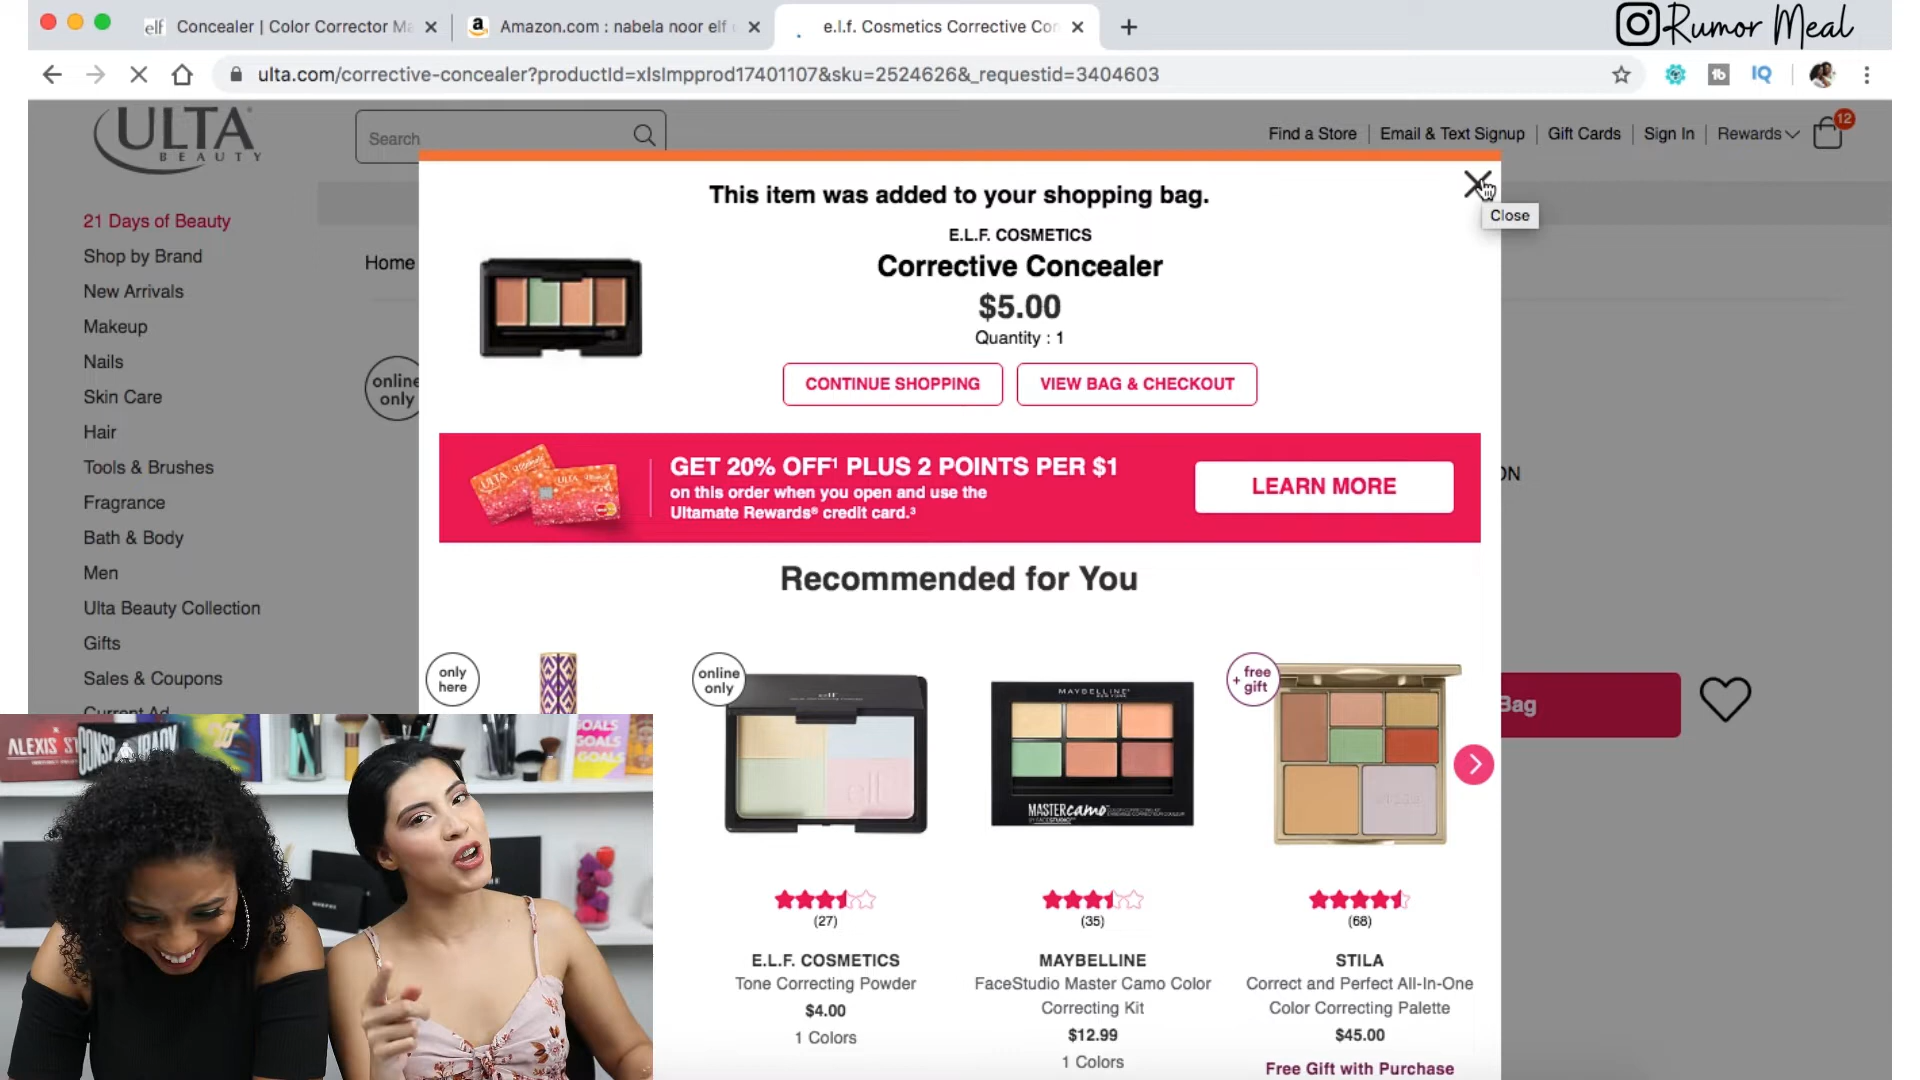 Rumor Meal
elf Concealer | Color Corrector Ma
Amazon.com : nabela noor elf
e.l.f. Cosmetics Corrective Con
ulta.com/corrective-concealer?productId=xlsImpprod17401107&sku=2524626&_requestid=3404603
ULTA
BEAUTY
Search
Find a Store
Email & Text Signup
Gift Cards
Sign In
Rewards
12
21 Days of Beauty
Shop by Brand
New Arrivals
Makeup
Nails
Skin Care
Hair
Tools & Brushes
Fragrance
Bath & Body
Men
Ulta Beauty Collection
Gifts
Sales & Coupons
Current Ad
Home
online
only
This item was added to your shopping bag.
Close
E.L.F. COSMETICS
Corrective Concealer
$5.00
Quantity : 1
CONTINUE SHOPPING
VIEW BAG & CHECKOUT
GET 20% OFF¹ PLUS 2 POINTS PER $1
on this order when you open and use the
Ultamate Rewards® credit card.³
LEARN MORE
ON
Bag
Recommended for You
only
here
online
only
elf
MAYBELLINE
NEW YORK
MASTER camo
+ free
gift
(27)
E.L.F. COSMETICS
Tone Correcting Powder
$4.00
1 Colors
(35)
MAYBELLINE
FaceStudio Master Camo Color
Correcting Kit
$12.99
1 Colors
(68)
STILA
Correct and Perfect All-In-One
Color Correcting Palette
$45.00
Free Gift with Purchase
ALEXIS ST
CONSPIRACY
GOALS
GOALS
GOALS